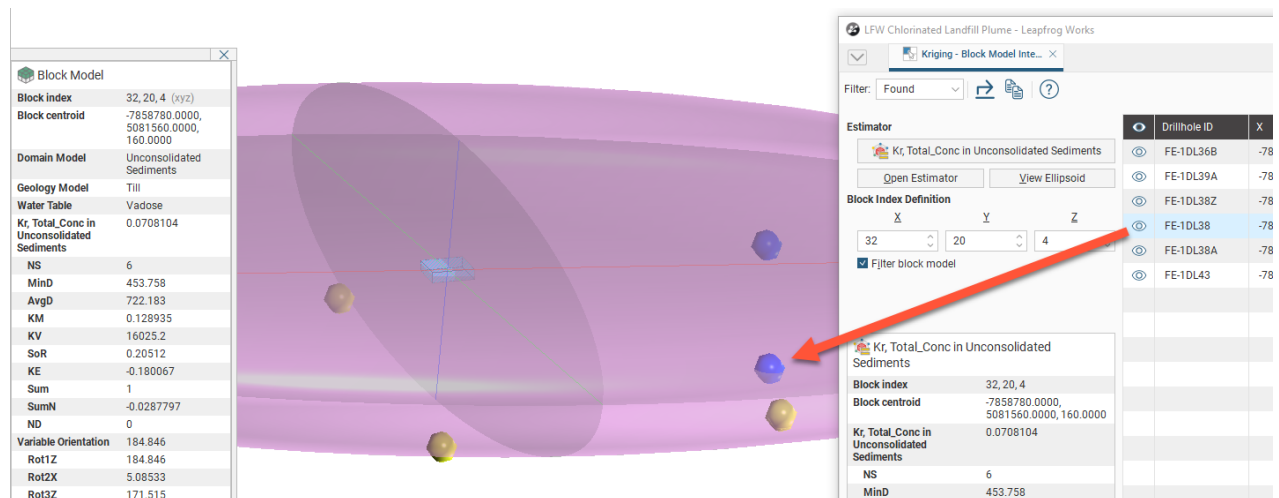 Block Model
Block index 32, 20, 4 (xyz)
Block centroid -7858780.0000,
5081560.0000,
160.0000
Domain Model Unconsolidated
Sediments
Geology Model Till
Water Table Vadose
Kr, Total_Conc in 0.0708104
Unconsolidated
Sediments
NS 6
MinD 453.758
AvgD 722.183
KM 0.128935
KV 16025.2
SoR 0.20512
KE -0.180067
Sum 1
SumN -0.0287797
ND 0
Variable Orientation 184.846
Rot1Z 184.846
Rot2X 5.08533
Rot3Z 171.515
LFW Chlorinated Landfill Plume - Leapfrog Works
Kriging - Block Model Inte...
Filter: Found
Estimator
Kr, Total_Conc in Unconsolidated Sediments
Open Estimator View Ellipsoid
Block Index Definition
X Y Z
32 20 4
Filter block model
Kr, Total_Conc in Unconsolidated
Sediments
Block index 32, 20, 4
Block centroid -7858780.0000,
5081560.0000, 160.0000
Kr, Total_Conc in 0.0708104
Unconsolidated
Sediments
NS 6
MinD 453.758
Drillhole ID X
FE-1DL36B -78
FE-1DL39A -78
FE-1DL38Z -78
FE-1DL38 -78
FE-1DL38A -78
FE-1DL43 -78